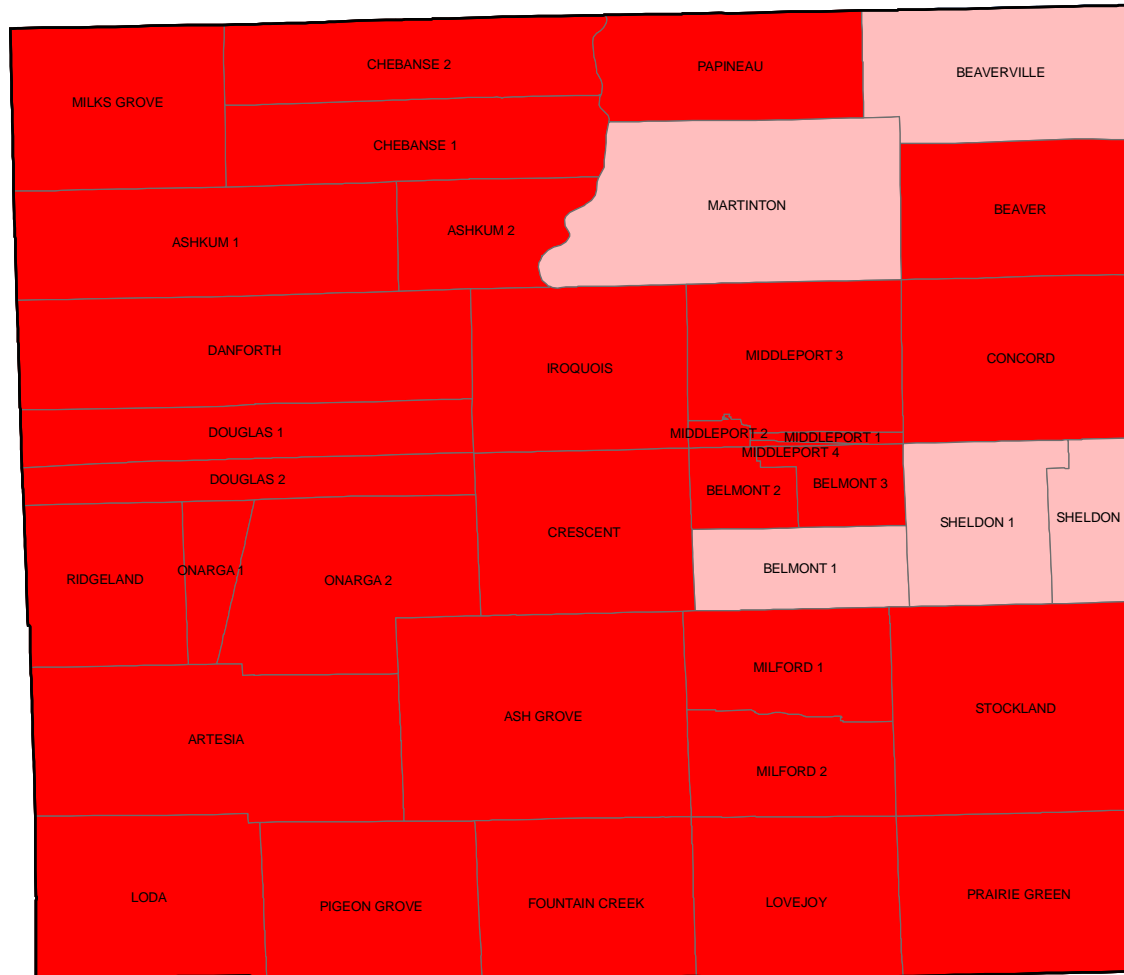 CHEBANSE 2
PAPINEAU
BEAVERVILLE
MILKS GROVE
CHEBANSE 1
MARTINTON
BEAVER
ASHKUM 1
ASHKUM 2
DANFORTH
IROQUOIS
MIDDLEPORT 3
CONCORD
DOUGLAS 1
MIDDLEPORT 2
MIDDLEPORT 1
MIDDLEPORT 4
DOUGLAS 2
BELMONT 2
BELMONT 3
SHELDON 1
SHELDON
CRESCENT
RIDGELAND
ONARGA 1
ONARGA 2
BELMONT 1
MILFORD 1
ASH GROVE
STOCKLAND
ARTESIA
MILFORD 2
LODA
PIGEON GROVE
FOUNTAIN CREEK
LOVEJOY
PRAIRIE GREEN